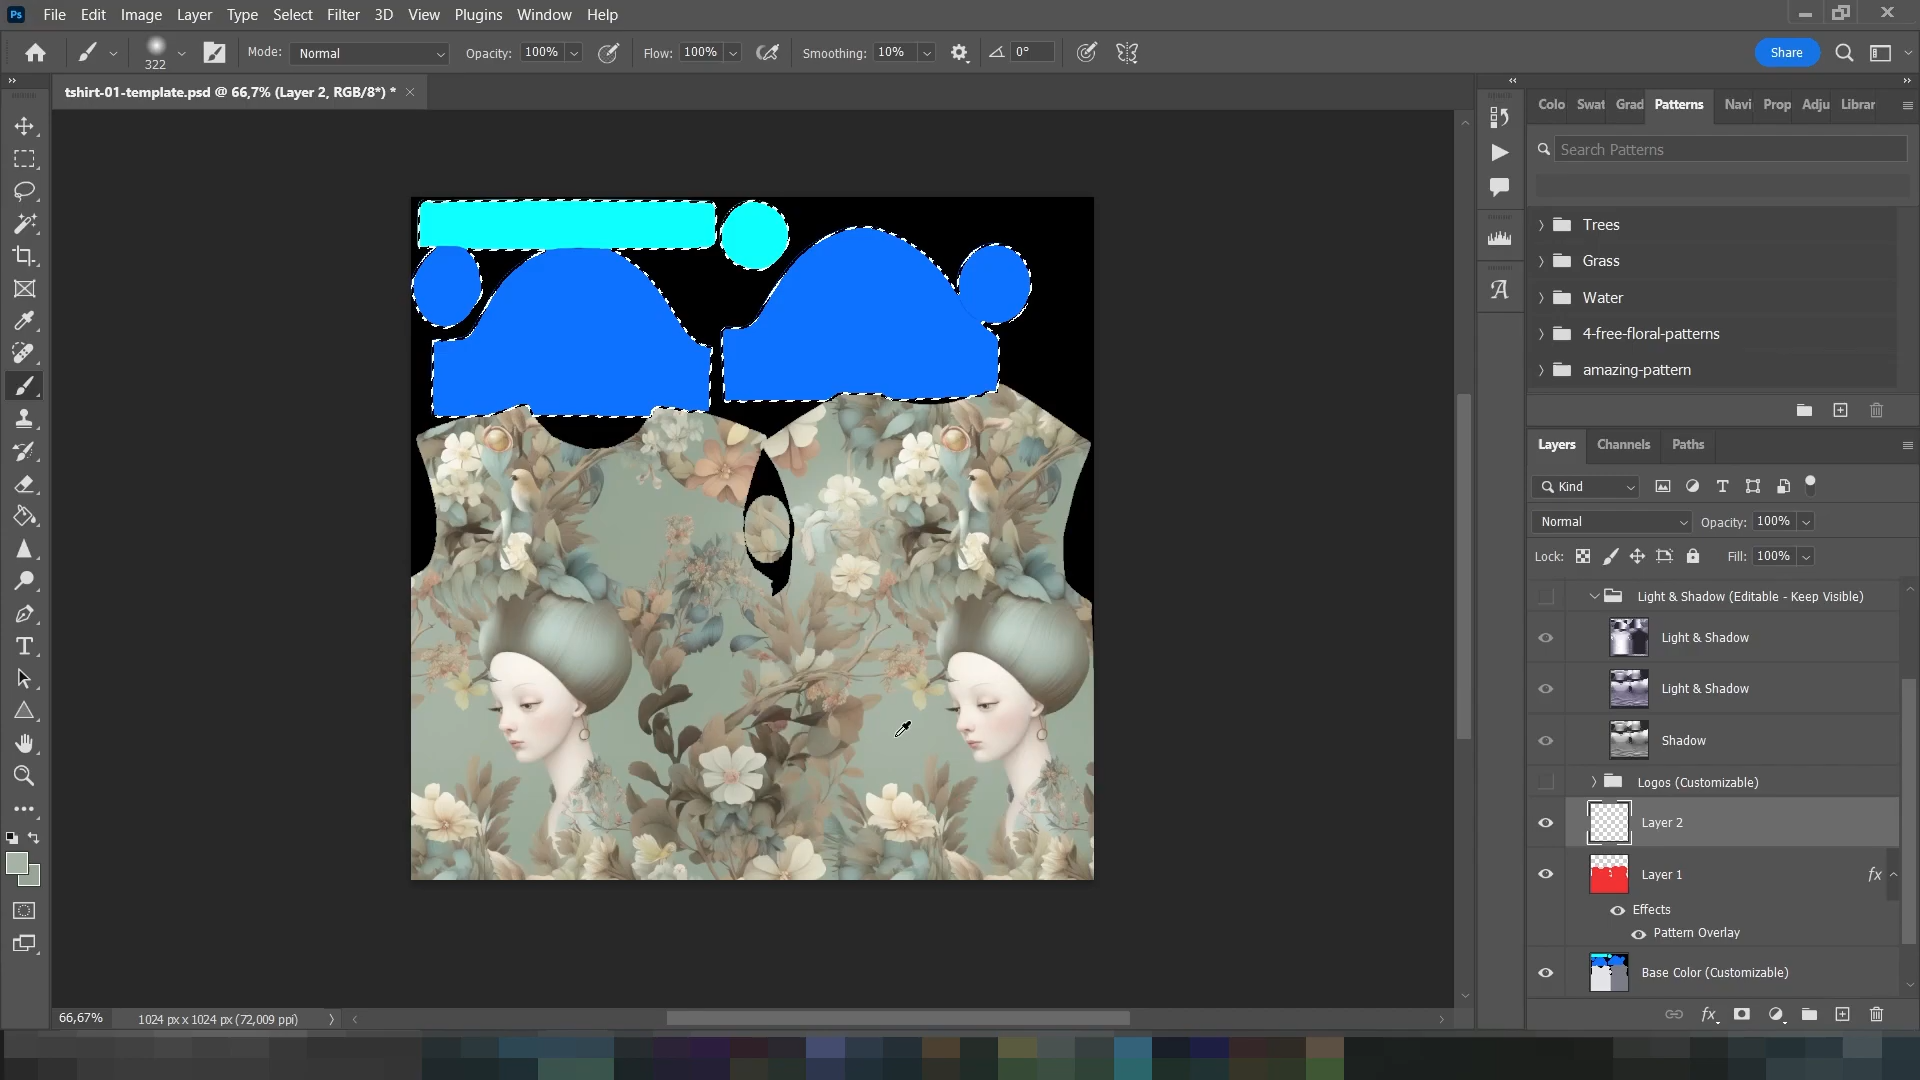 File Edit Image Layer Type Select Filter 3D View Plugins Window Help
322
Mode: Normal Opacity: 100% Flow: 100% Smoothing: 10% 0° Share
tshirt-01-template.psd @ 66,7% (Layer 2, RGB/8*) *
Colo Swat Grad Patterns Navi Prop Adju Librar
Search Patterns
Trees
Grass
Water
4-free-floral-patterns
amazing-pattern
Layers Channels Paths
Kind
Normal Opacity: 100%
Lock: Fill: 100%
Light & Shadow (Editable - Keep Visible)
Light & Shadow
Light & Shadow
Shadow
Logos (Customizable)
Layer 2
Layer 1 fx
Effects
Pattern Overlay
Base Color (Customizable)
66,67% 1024 px x 1024 px (72,009 ppi)
fx